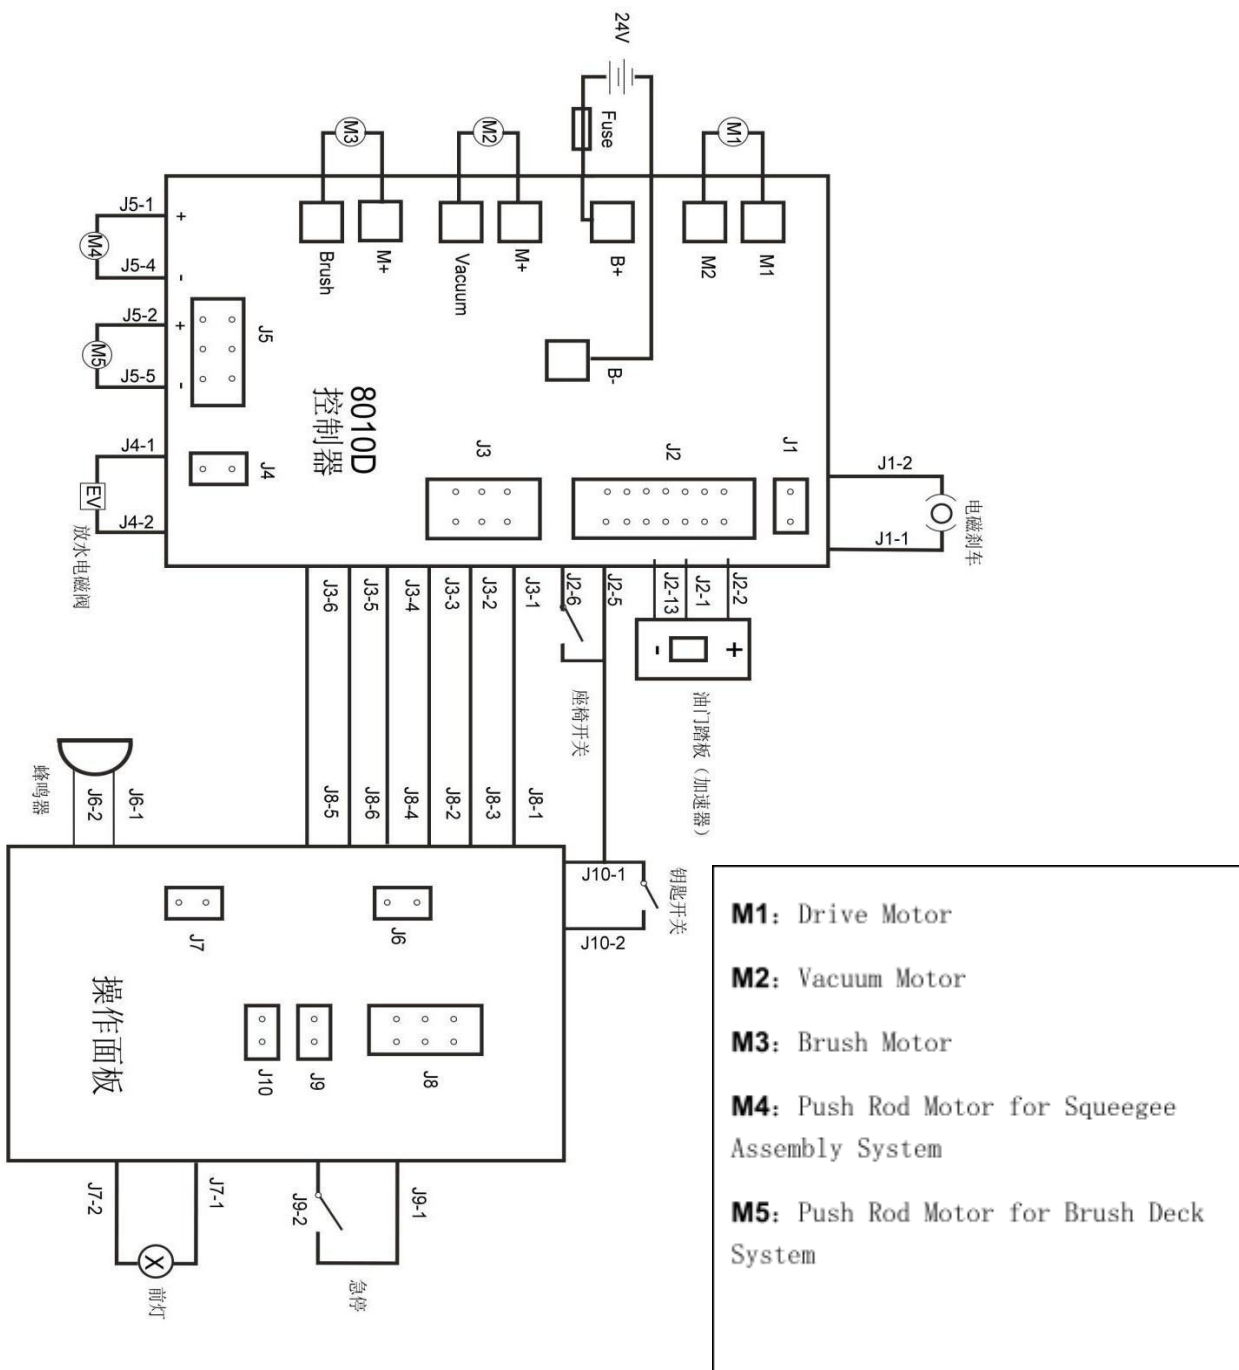 24V
Fuse
M3
M2
M1
Brush
M+
Vacuum
M+
B+
M2
M1
B-
J5-1
+
M4
J5-4
-
J5-2
+
M5
J5-5
-
J5
J4-1
EV
J4-2
J4
放水电磁阀
8010D
控制器
J3
J2
J1
J1-2
J1-1
电磁刹车
J3-6
J3-5
J3-4
J3-3
J3-2
J3-1
J2-6
J2-5
J2-13
J2-1
J2-2
- +
座椅开关
油门踏板（加速器）
蜂鸣器
J6-2
J6-1
J8-5
J8-6
J8-4
J8-2
J8-3
J8-1
J10-1
J10-2
钥匙开关
J7
J6
操作面板
J10
J9
J8
J7-2
J7-1
X
前灯
J9-2
J9-1
急停
M1: Drive Motor
M2: Vacuum Motor
M3: Brush Motor
M4: Push Rod Motor for Squeegee
Assembly System
M5: Push Rod Motor for Brush Deck
System